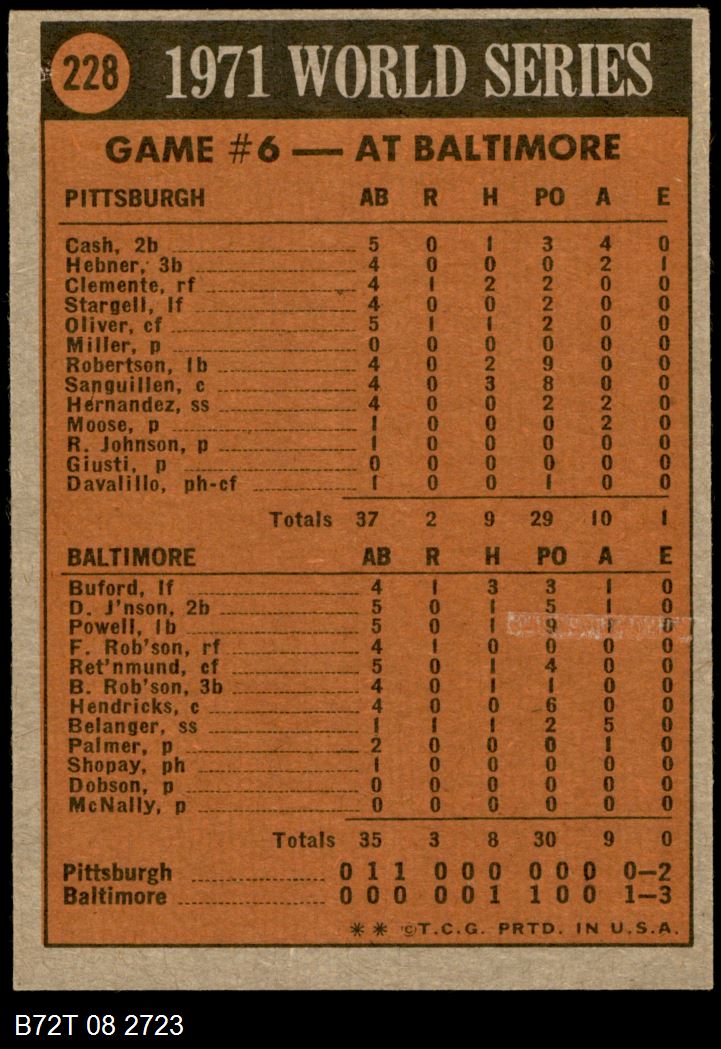 228 1971 WORLD SERIES
GAME #6 — AT BALTIMORE
PITTSBURGH AB R H PO A E
Cash, 2b 5 0 1 3 4 0
Hebner, 3b 4 0 0 0 2 1
Clemente, rf 4 1 2 2 0 0
Stargell, lf 4 0 0 2 0 0
Oliver, cf 5 1 1 2 0 0
Miller, p 0 0 0 0 0 0
Robertson, 1b 4 0 2 9 0 0
Sanguillen, c 4 0 3 8 0 0
Hernandez, ss 4 0 0 2 2 0
Moose, p 1 0 0 0 2 0
R. Johnson, p 1 0 0 0 0 0
Giusti, p 0 0 0 0 0 0
Davalillo, ph-cf 1 0 0 1 0 0
Totals 37 2 9 29 10 1
BALTIMORE AB R H PO A E
Buford, lf 4 1 3 3 1 0
D. J'nson, 2b 5 0 1 5 1 0
Powell, 1b 5 0 1 9 1 0
F. Rob'son, rf 4 1 0 0 0 0
Ret'nmund, cf 5 0 1 4 0 0
B. Rob'son, 3b 4 0 1 1 0 0
Hendricks, c 4 0 0 6 0 0
Belanger, ss 1 1 1 2 5 0
Palmer, p 2 0 0 0 1 0
Shopay, ph 1 0 0 0 0 0
Dobson, p 0 0 0 0 0 0
McNally, p 0 0 0 0 0 0
Totals 35 3 8 30 9 0
Pittsburgh 0 1 1 0 0 0 0 0 0 0—2
Baltimore 0 0 0 0 0 1 1 0 0 1—3
** ©T.C.G. PRTD. IN U.S.A.
B72T 08 2723